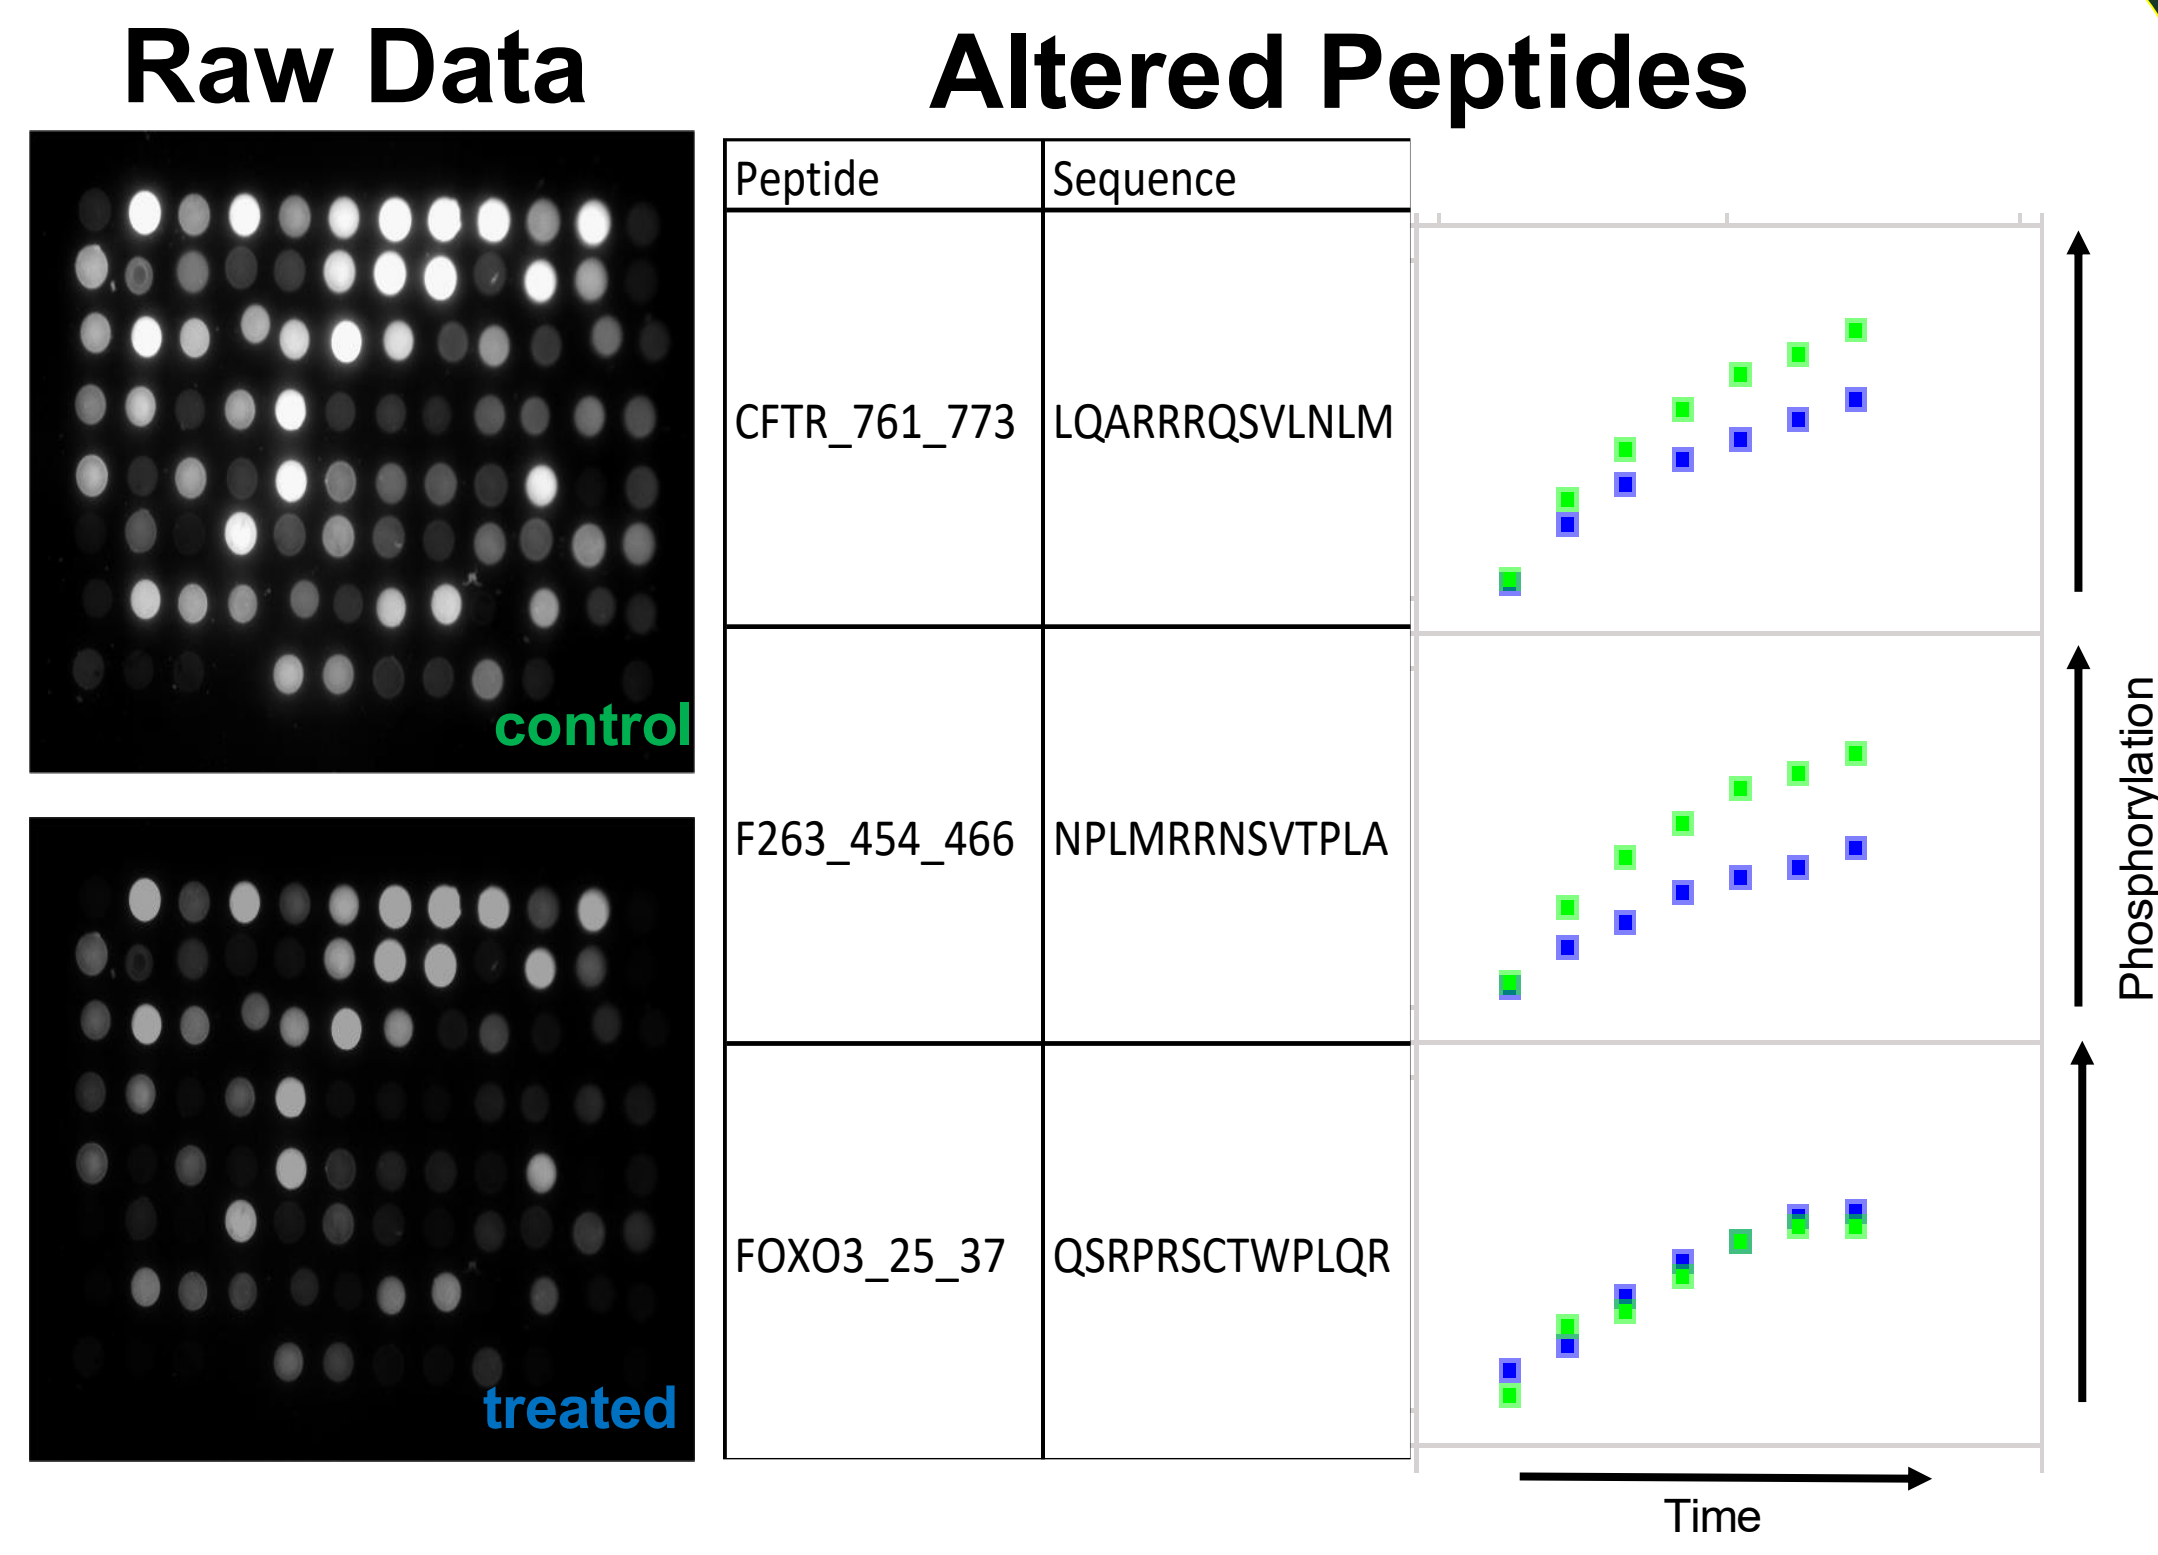 Raw Data
Altered Peptides
control
treated
Peptide Sequence
CFTR_761_773 LQARRRQSVLNLM
F263_454_466 NPLMRRNSVTPLA
FOXO3_25_37 QSRPRSCTWPLQR
Phosphorylation
Time